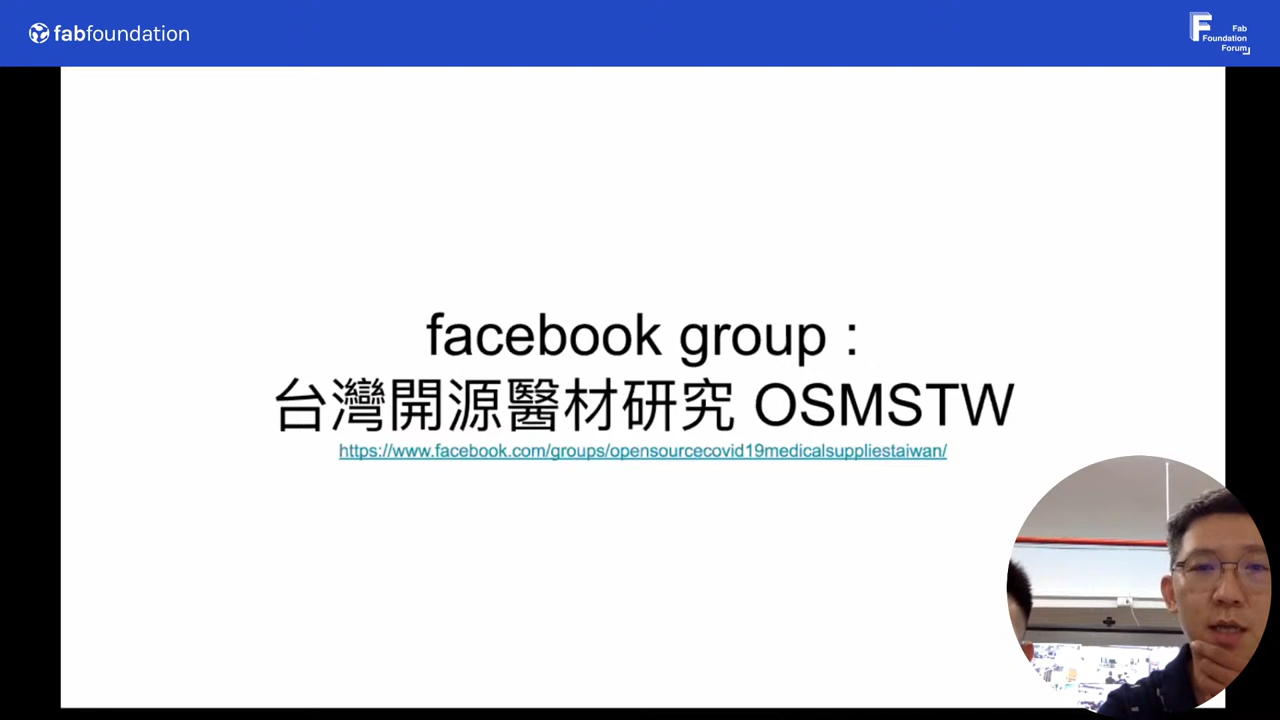 fabfoundation
Fab
Foundation
Forum
facebook group :
台灣開源醫材研究 OSMSTW
https://www.facebook.com/groups/opensourcecovid19medicalsuppliestaiwan/